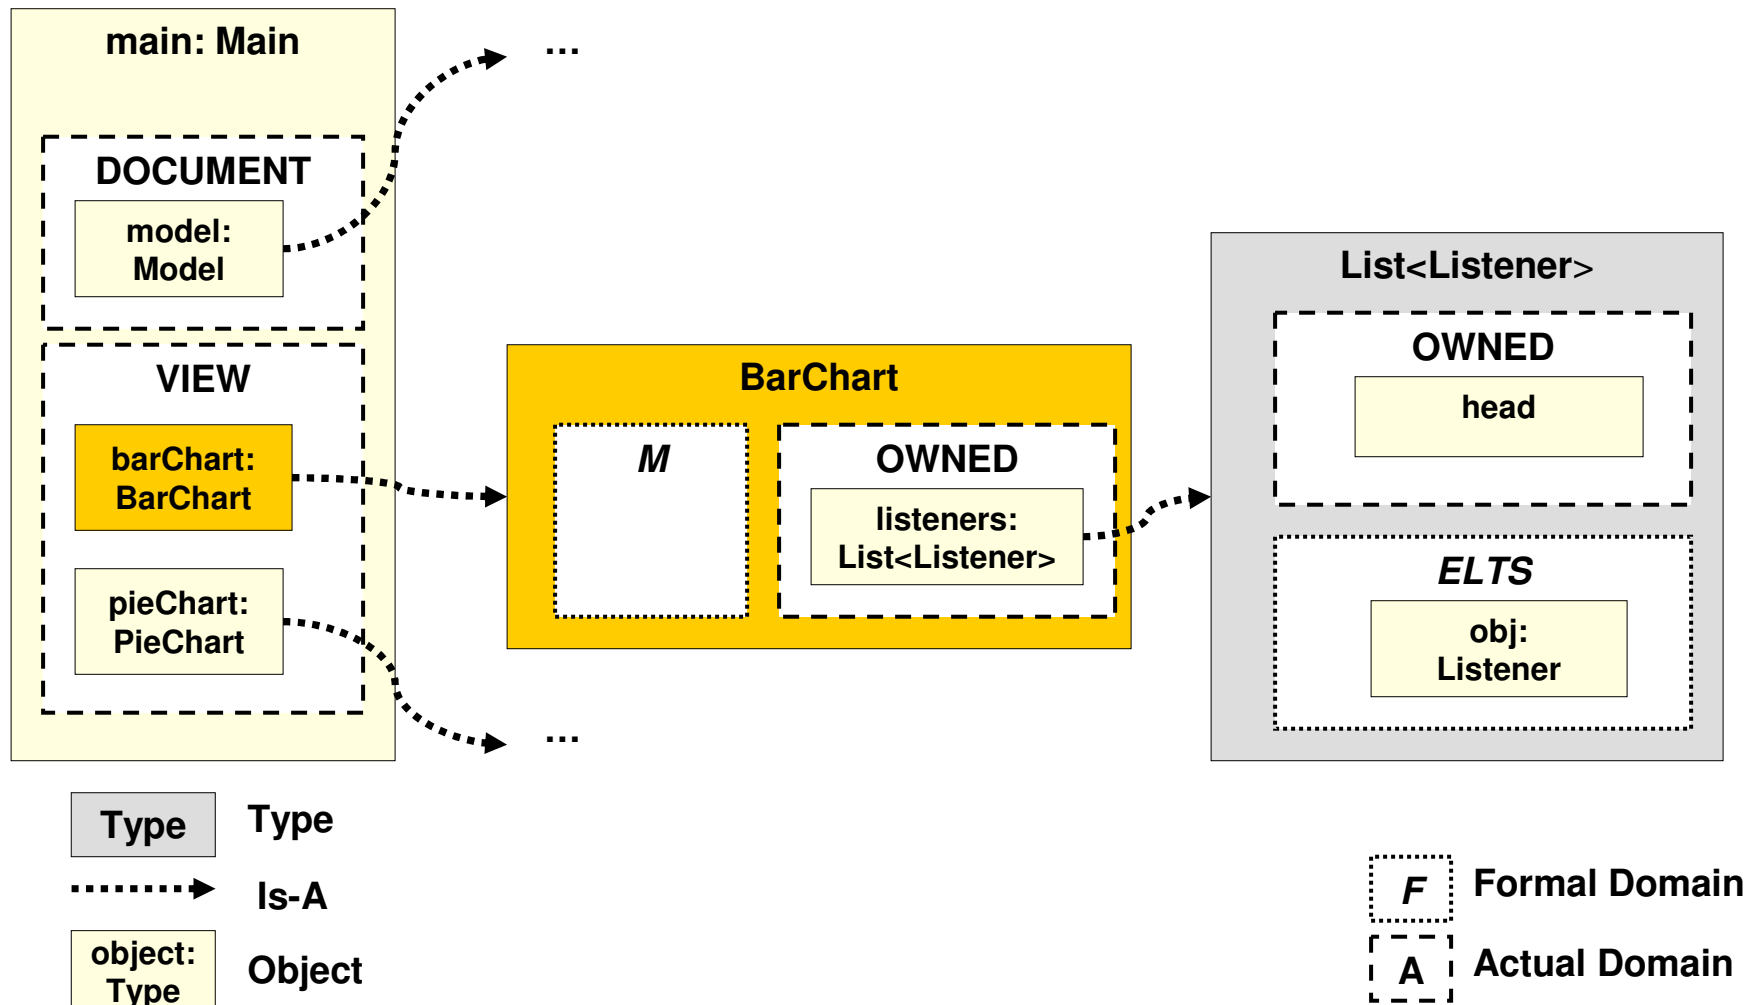 main: Main
...
DOCUMENT
model:
Model
VIEW
barChart:
BarChart
pieChart:
PieChart
...
BarChart
M
OWNED
listeners:
List<Listener>
List<Listener>
OWNED
head
ELTS
obj:
Listener
Type
Type
Is-A
object:
Type
Object
F
Formal Domain
A
Actual Domain